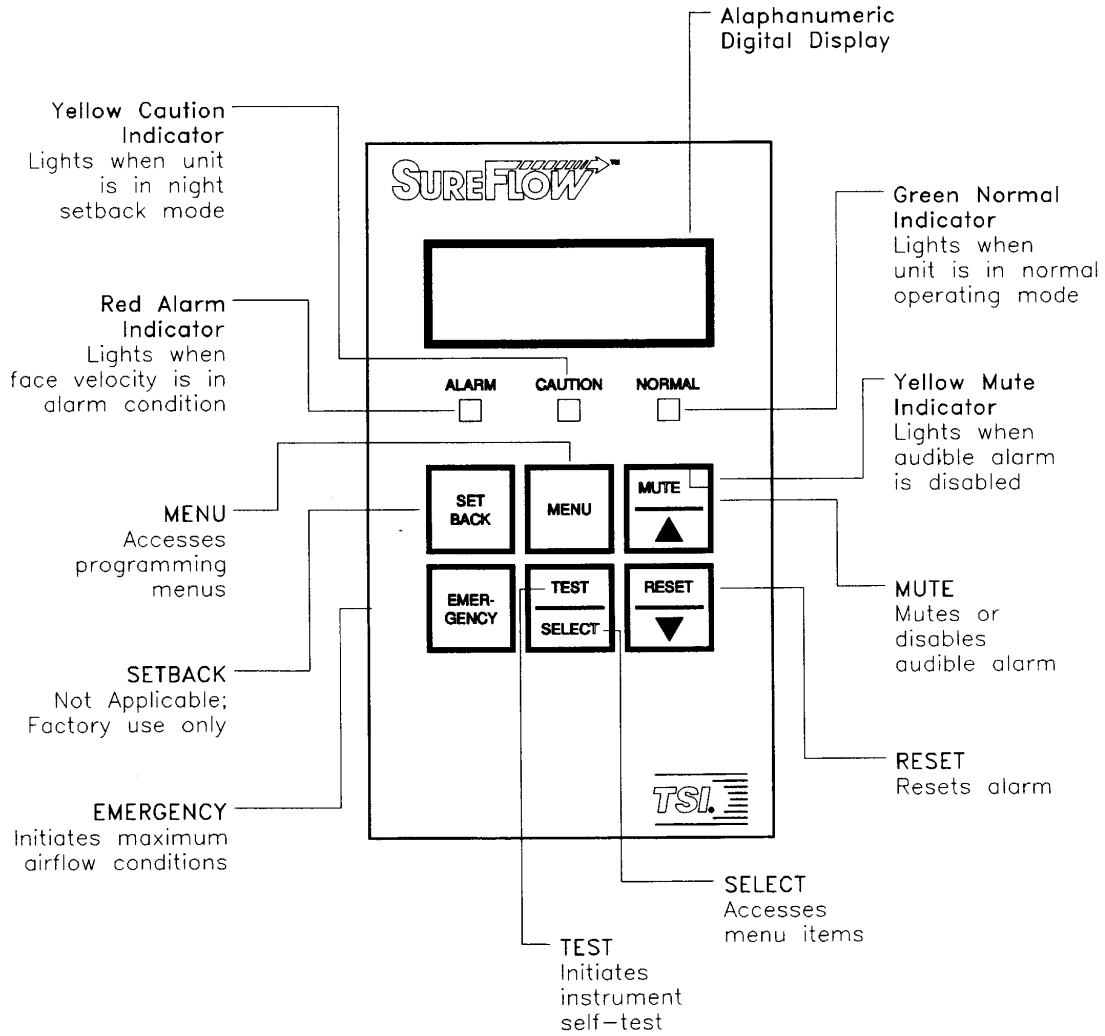 Alaphanumeric
Digital Display
Yellow Caution
Indicator
Lights when unit
is in night
setback mode
Red Alarm
Indicator
Lights when
face velocity is in
alarm condition
MENU
Accesses
programming
menus
SETBACK
Not Applicable;
Factory use only
EMERGENCY
Initiates maximum
airflow conditions
SUREFLOW™
ALARM CAUTION NORMAL
SET
BACK
MENU
MUTE
EMER-
GENCY
TEST
SELECT
RESET
TSI
Green Normal
Indicator
Lights when
unit is in normal
operating mode
Yellow Mute
Indicator
Lights when
audible alarm
is disabled
MUTE
Mutes or
disables
audible alarm
RESET
Resets alarm
SELECT
Accesses
menu items
TEST
Initiates
instrument
self-test